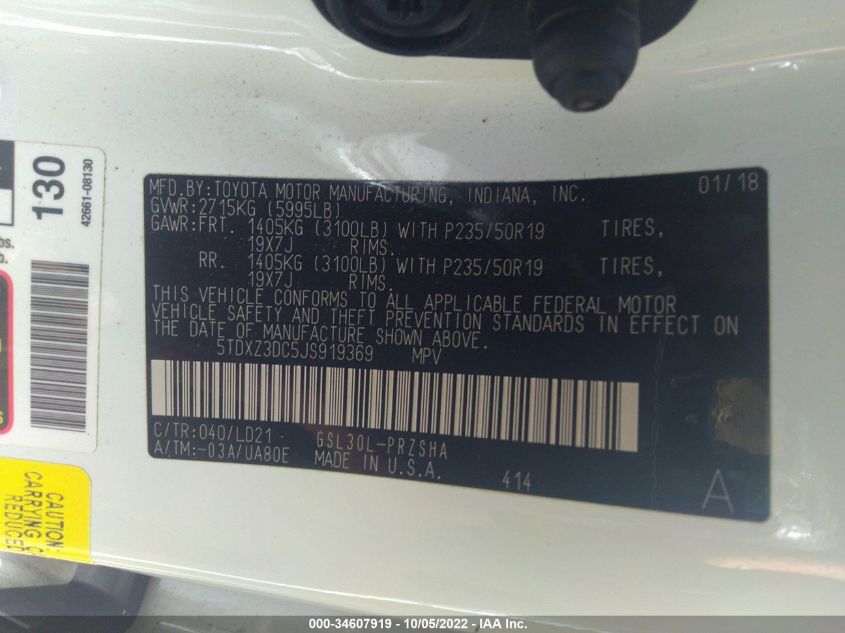 MFD.BY:TOYOTA MOTOR MANUFACTURING, INDIANA, INC. 01/18
GVWR:2715KG (5995LB)
GAWR:FRT. 1405KG (3100LB) WITH P235/50R19 TIRES,
19X7J RIMS.
RR. 1405KG (3100LB) WITH P235/50R19 TIRES,
19X7J RIMS.
THIS VEHICLE CONFORMS TO ALL APPLICABLE FEDERAL MOTOR
VEHICLE SAFETY AND THEFT PREVENTION STANDARDS IN EFFECT ON
THE DATE OF MANUFACTURE SHOWN ABOVE.
5TDXZ3DC5JS919369 MPV
C/TR:040/LD21 GSL30L-PRZSHA
A/TM:-03A/UA80E MADE IN U.S.A.
414
A
130
42661-08130
bs.
s
CAUTION:
CARRYING
REDUCE
000-34607919 - 10/05/2022 - IAA Inc.